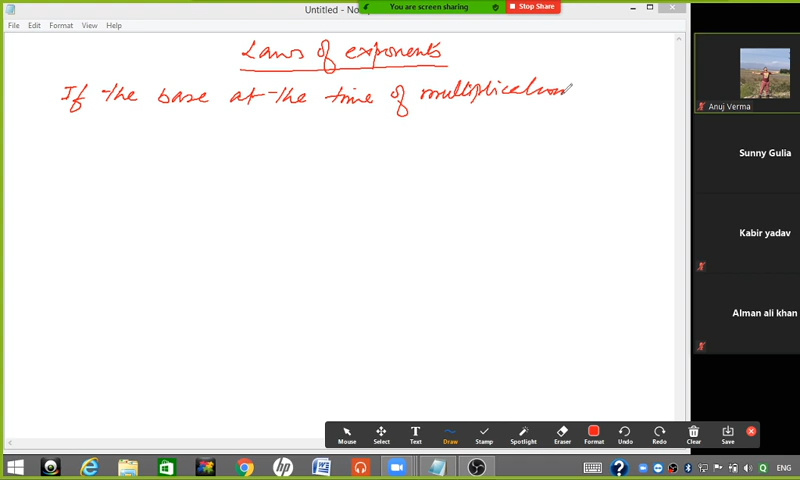 Untitled - No
You are screen sharing
Stop Share
File Edit Format View Help
Laws of exponents
If the base at the time of multiplication
Anuj Verma
Sunny Gulia
Kabir yadav
Alman ali khan
Mouse Select Text Draw Stamp Spotlight Eraser Format Undo Redo Clear Save
ENG